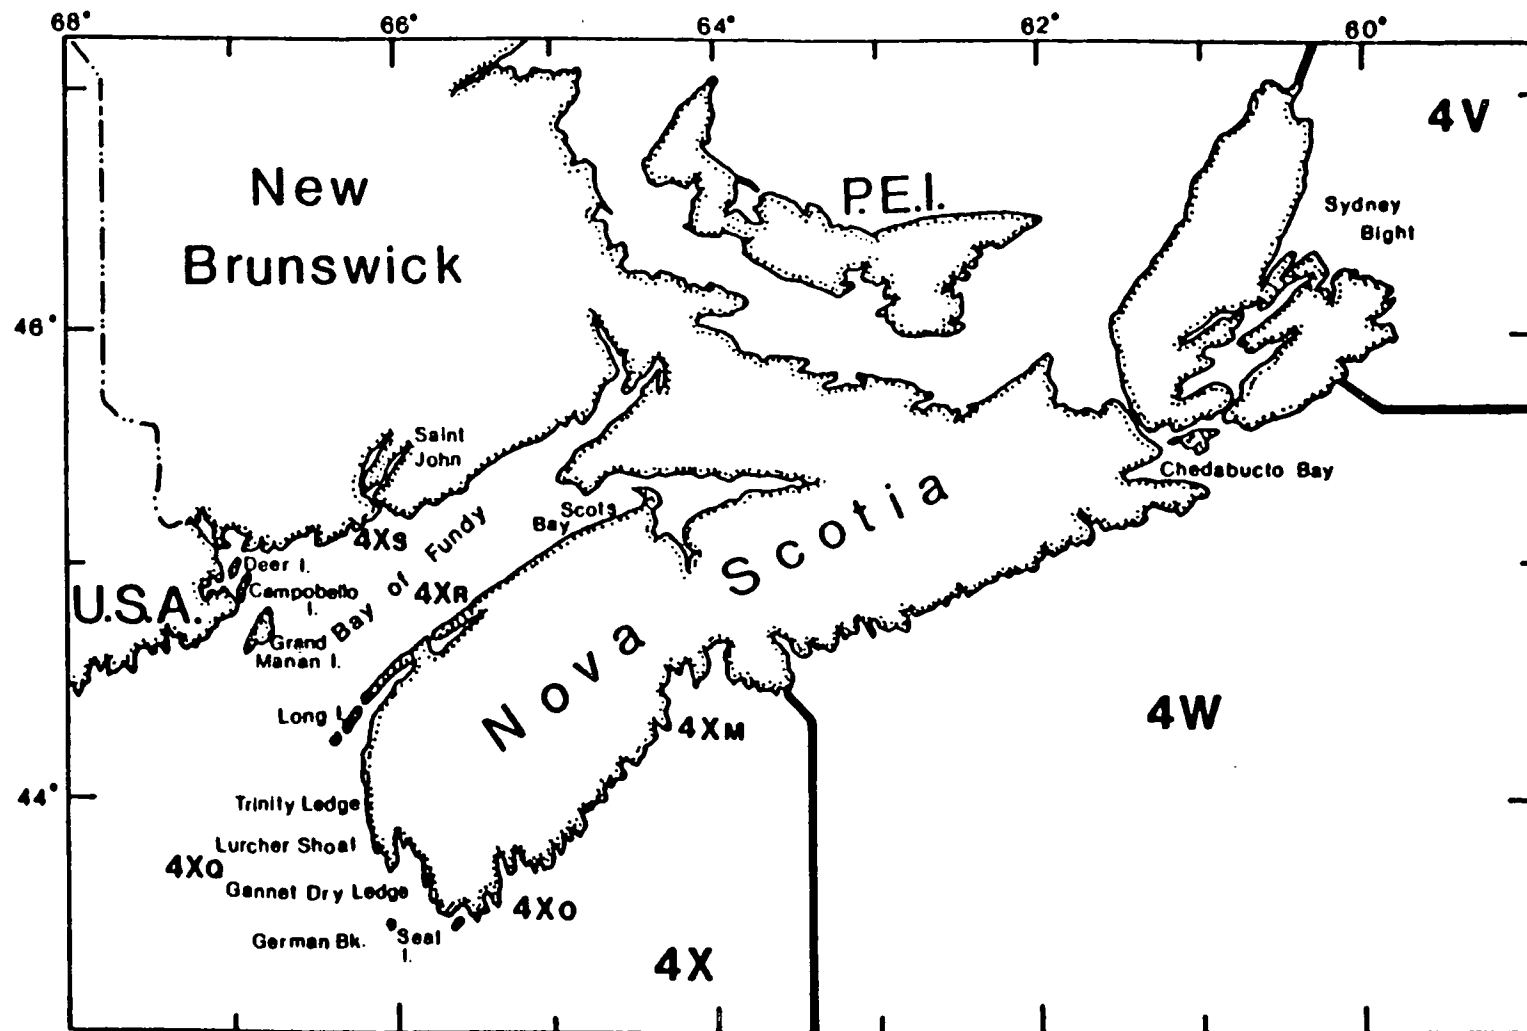 68° 66° 64° 62° 60°
4V
New
Brunswick
P.E.I.
Sydney
Bight
46°
Saint
John
Chedabucto Bay
Scots
Bay
4Xs
Bay of Fundy
Nova Scotia
Deer I.
Campobello
I.
4XR
U.S.A.
Grand
Manan I.
Long I.
4XM
4W
44°
Trinity Ledge
Lurcher Shoal
4XQ
Gannet Dry Ledge
4XO
German Bk.
Seal
I.
4X